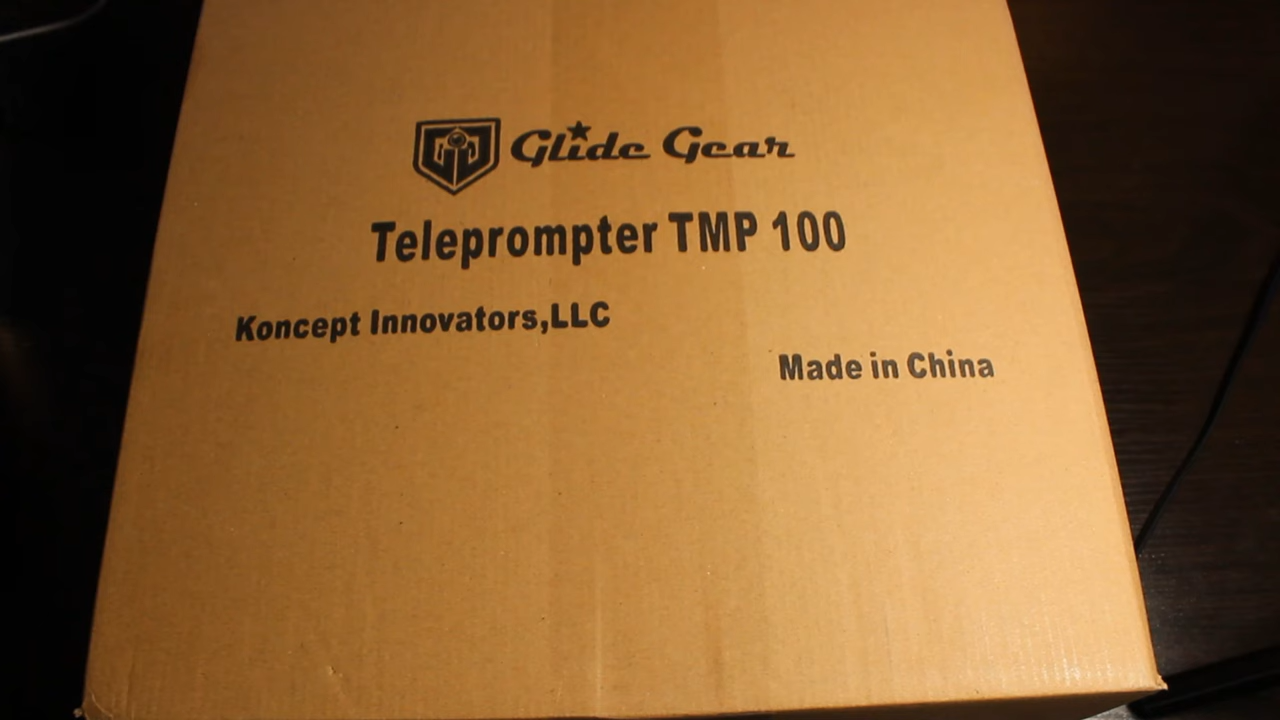 Glide Gear
Teleprompter TMP 100
Koncept Innovators,LLC
Made in China